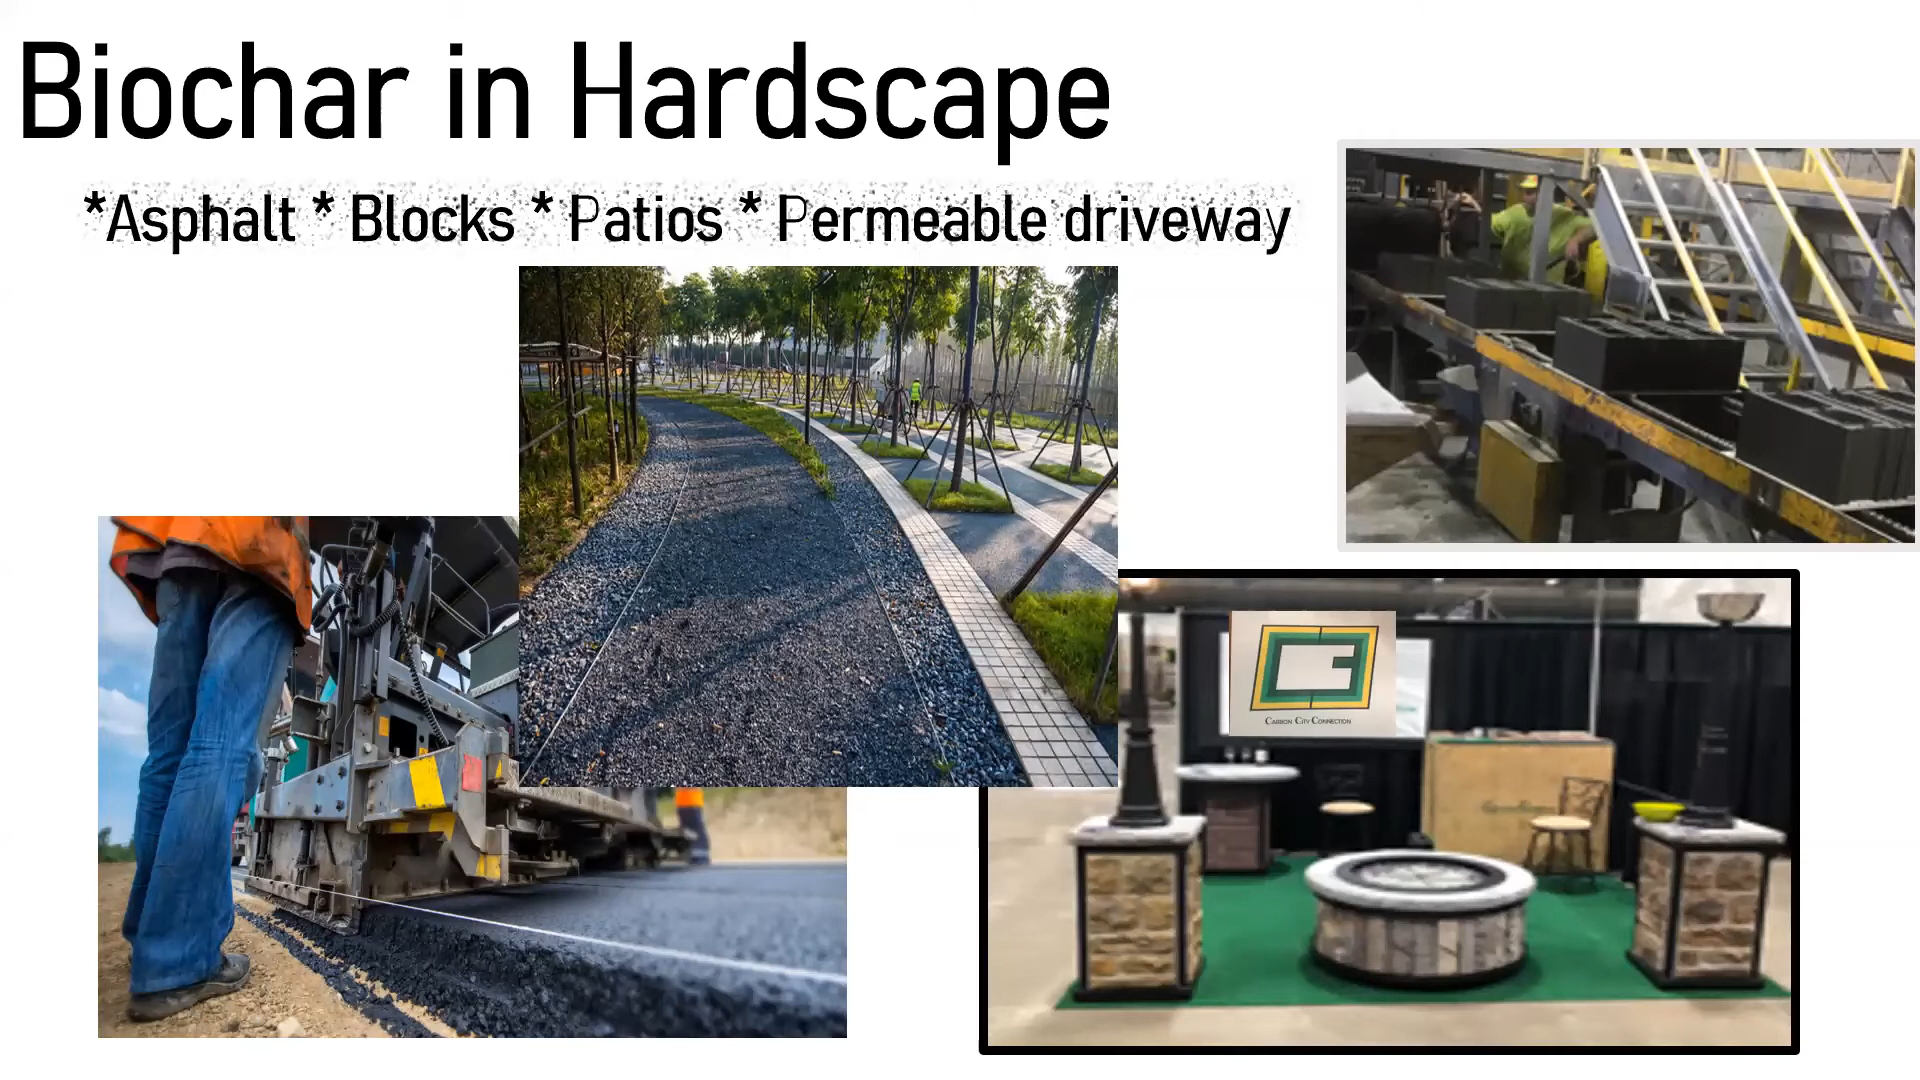 Biochar in Hardscape
*Asphalt * Blocks * Patios * Permeable driveway
CARBON CITY CONNECTION